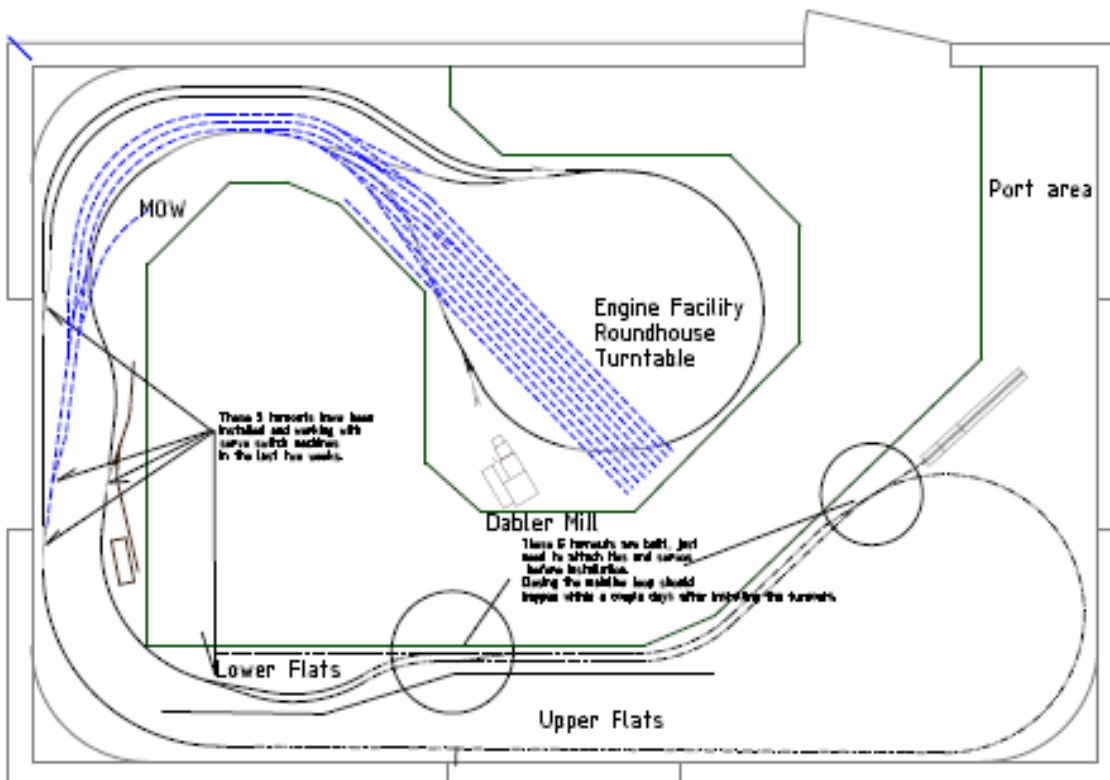 Port area
MOW
Engine Facility
Roundhouse
Turntable
These 5 turnouts have been
installed and working with
servo switch machines
in the last two weeks.
Dabler Mill
These 6 turnouts are built, just
need to attach ties and servos
before installation.
Closing the mainline loop should
happen within a couple days after installing the turnouts.
Lower Flats
Upper Flats